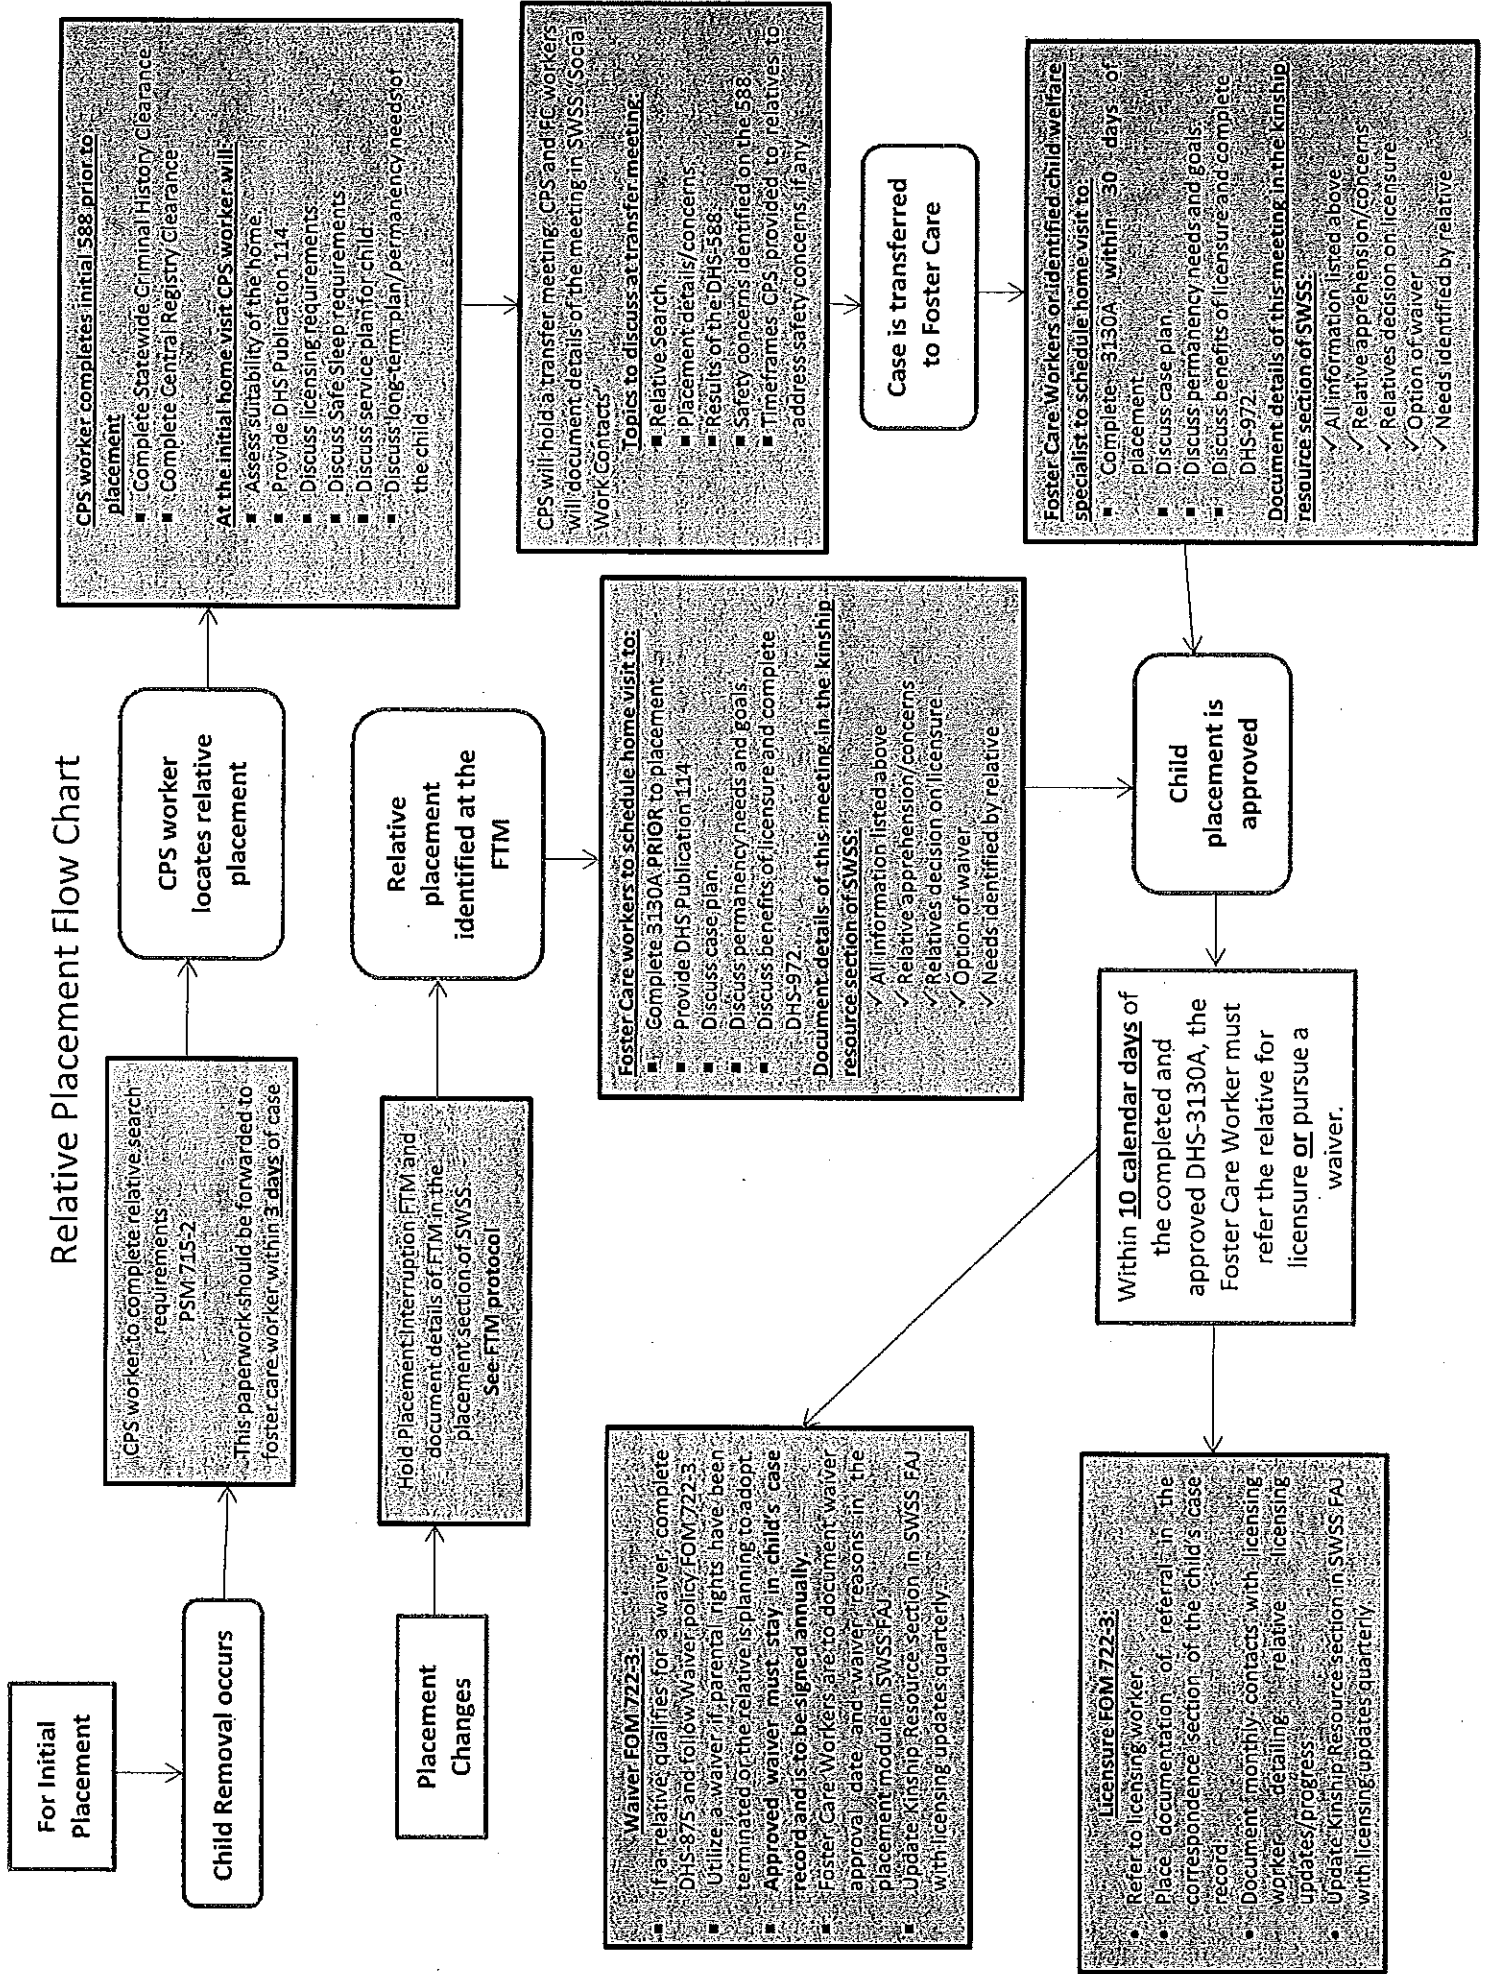 Relative Placement Flow Chart
For Initial
Placement
Child Removal occurs
CPS worker to complete relative search
requirements
PSM 715-2
This paperwork should be forwarded to
foster care worker within 3 days of case
CPS worker
locates relative
placement
CPS worker completes initial 588 prior to
placement
▪ Complete Statewide Criminal History Clearance
▪ Complete Central Registry Clearance
At the initial home visit CPS worker will:
▪ Assess suitability of the home.
▪ Provide DHS Publication 114.
▪ Discuss licensing requirements
▪ Discuss Safe Sleep requirements
▪ Discuss service plan for child
▪ Discuss long-term plan/permanency needs of
the child
CPS will hold a transfer meeting, CPS and FC workers
will document details of the meeting in SWSS "Social
Work Contacts"
Topics to discuss at transfer meeting:
▪ Relative Search
▪ Placement details/concerns
▪ Results of the DHS-588
▪ Safety concerns identified on the 588
▪ Timeframes CPS provided to relatives to
address safety concerns, if any
Case is transferred
to Foster Care
Foster Care Workers or identified child welfare
specialist to schedule home visit to:
▪ Complete 3130A within 30 days of
placement
▪ Discuss case plan.
▪ Discuss permanency needs and goals.
▪ Discuss benefits of licensure and complete
DHS-972.
Document details of this meeting in the kinship
resource section of SWSS:
✓ All information listed above
✓ Relative apprehension/concerns
✓ Relatives decision on licensure
✓ Option of waiver
✓ Needs identified by relative
Placement
Changes
Hold Placement Interruption FTM and
document details of FTM in the
placement section of SWSS.
See FTM protocol
Relative
placement
identified at the
FTM
Foster Care workers to schedule home visit to:
▪ Complete 3130A PRIOR to placement
▪ Provide DHS Publication 114
▪ Discuss case plan.
▪ Discuss permanency needs and goals.
▪ Discuss benefits of licensure and complete
DHS-972.
Document details of this meeting in the kinship
resource section of SWSS:
✓ All information listed above
✓ Relative apprehension/concerns
✓ Relatives decision on licensure
✓ Option of waiver
✓ Needs identified by relative
Child
placement is
approved
Within 10 calendar days of
the completed and
approved DHS-3130A, the
Foster Care Worker must
refer the relative for
licensure or pursue a
waiver.
Waiver FOM 722-3:
▪ If a relative qualifies for a waiver, complete
DHS-875 and follow Waiver policy FOM 722-3.
▪ Utilize a waiver if parental rights have been
terminated or the relative is planning to adopt.
▪ Approved waiver must stay in child's case
record and is to be signed annually.
▪ Foster Care Workers are to document waiver
approval date and waiver reasons in the
placement module in SWSS FAJ
▪ Update Kinship Resource section in SWSS FAJ
with licensing updates quarterly
Licensure FOM 722-3:
• Refer to licensing worker.
• Place documentation of referral in the
correspondence section of the child's case
record.
• Document monthly contacts with licensing
worker detailing relative licensing
updates/progress
• Update Kinship Resource section in SWSS FAJ
with licensing updates quarterly